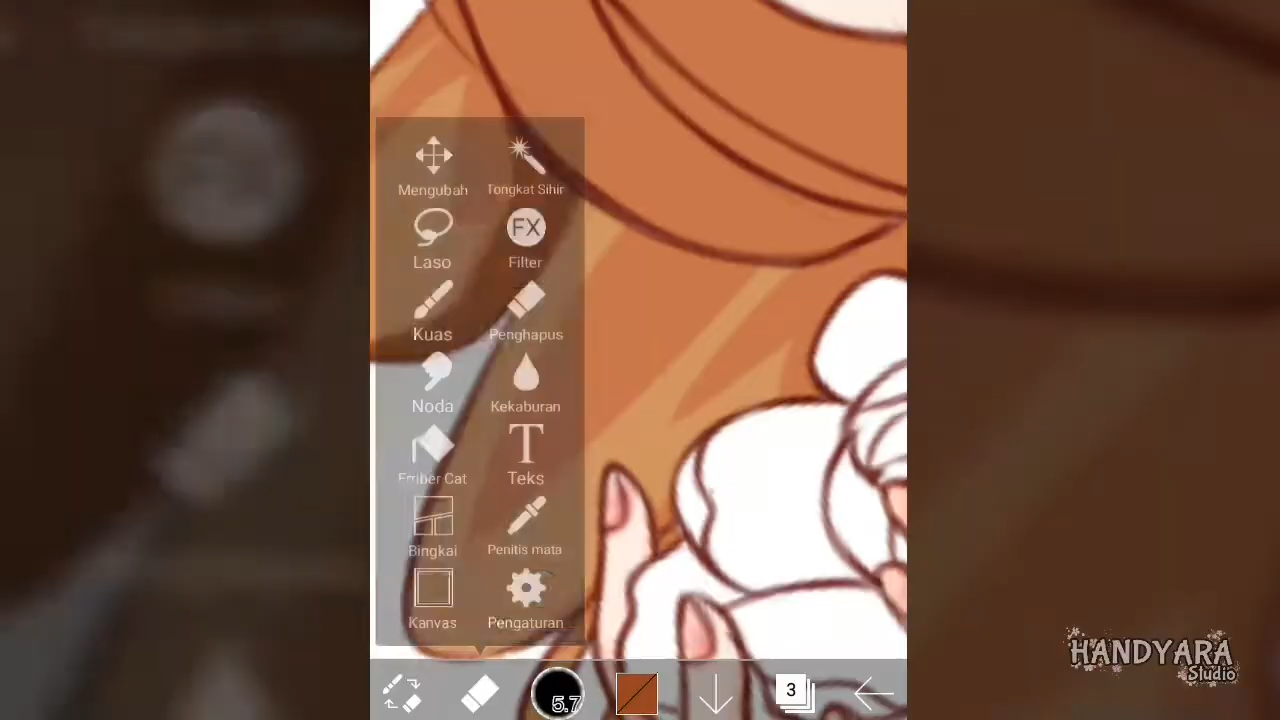 Mengubah Tongkat Sihir
Laso
FX
Filter
Kuas Penghapus
Noda Kekaburan
T
Ember Cat Teks
Bingkai Penitis mata
Kanvas Pengaturan
5.7
3
HANDYARA
Studio